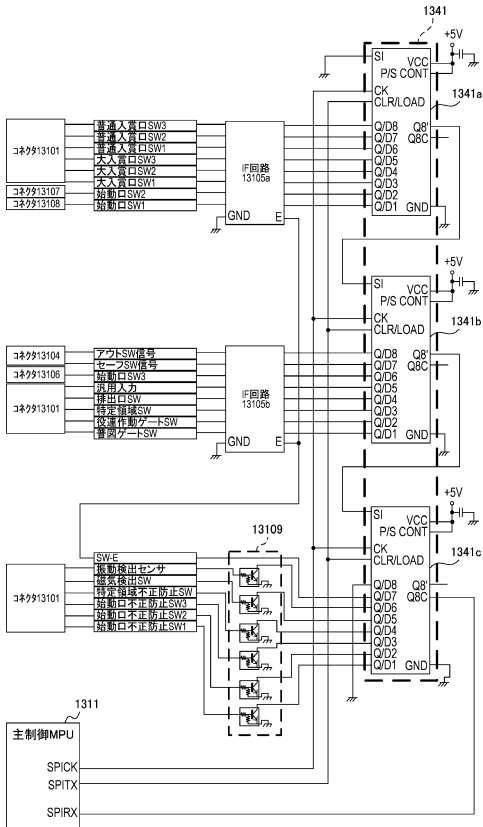 1341
+5V
SI
VCC
P/S CONT
CK
CLR/LOAD
1341a
コネクタ13101
コネクタ13107
コネクタ13108
普通入賞口SW3
普通入賞口SW2
普通入賞口SW1
大入賞口SW3
大入賞口SW2
大入賞口SW1
始動口SW2
始動口SW1
IF回路
13105a
GND
E
Q/D8
Q/D7
Q/D6
Q/D5
Q/D4
Q/D3
Q/D2
Q/D1
Q8'
Q8C
GND
+5V
SI
VCC
P/S CONT
CK
CLR/LOAD
1341b
コネクタ13104
コネクタ13106
コネクタ13101
アウトSW信号
セーフSW信号
始動口SW3
汎用入力
排出口SW
特定領域SW
役連作動ゲートSW
普図ゲートSW
IF回路
13105b
GND
E
Q/D8
Q/D7
Q/D6
Q/D5
Q/D4
Q/D3
Q/D2
Q/D1
Q8'
Q8C
GND
+5V
SI
VCC
P/S CONT
CK
CLR/LOAD
1341c
13109
コネクタ13101
SW-E
振動検出センサ
磁気検出SW
特定領域不正防止SW
始動口不正防止SW3
始動口不正防止SW2
始動口不正防止SW1
Q/D8
Q/D7
Q/D6
Q/D5
Q/D4
Q/D3
Q/D2
Q/D1
Q8'
Q8C
GND
1311
主制御MPU
SPICK
SPITX
SPIRX